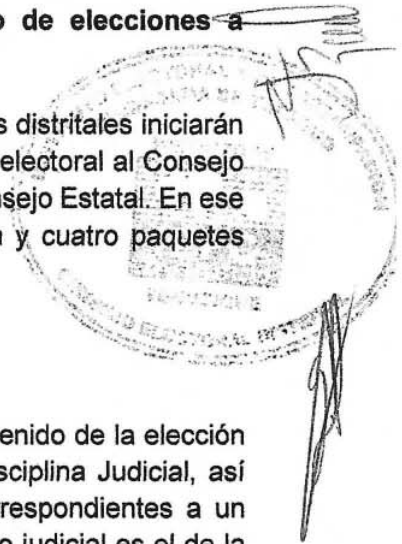 o de elecciones a
s distritales iniciarán
electoral al Consejo
nsejo Estatal. En ese
y cuatro paquetes
ELECTORAL
enido de la elección
sciplina Judicial, así
rrespondientes a un
o judicial es el de la